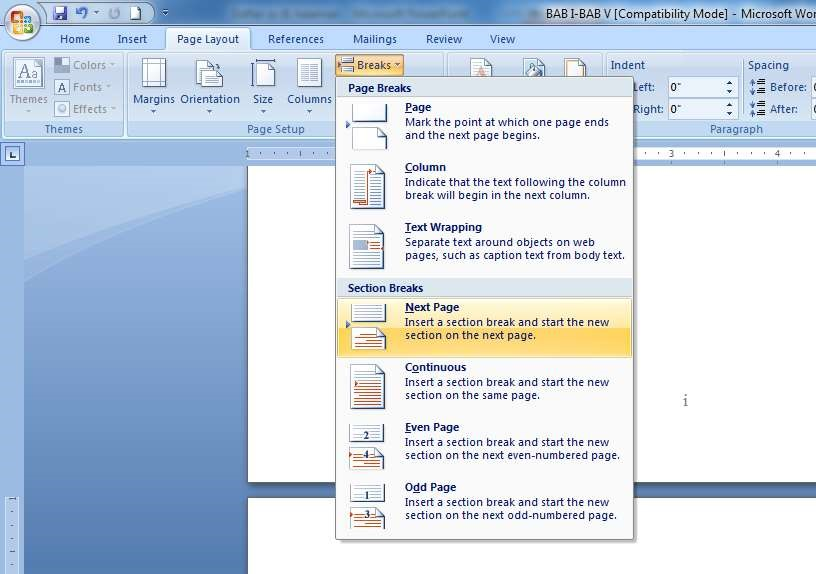 BAB I-BAB V [Compatibility Mode] - Microsoft Wor
Home Insert Page Layout References Mailings Review View
Colors
Fonts
Effects
Themes
Themes
Margins Orientation Size Columns
Breaks
Page Setup
Indent Spacing
Left: 0" Before: 0
Right: 0" After: 0
Paragraph
Page Breaks
Page
Mark the point at which one page ends
and the next page begins.
Column
Indicate that the text following the column
break will begin in the next column.
Text Wrapping
Separate text around objects on web
pages, such as caption text from body text.
Section Breaks
Next Page
Insert a section break and start the new
section on the next page.
Continuous
Insert a section break and start the new
section on the same page.
Even Page
Insert a section break and start the new
section on the next even-numbered page.
Odd Page
Insert a section break and start the new
section on the next odd-numbered page.
2
4
1
3
1 3 4
i
1